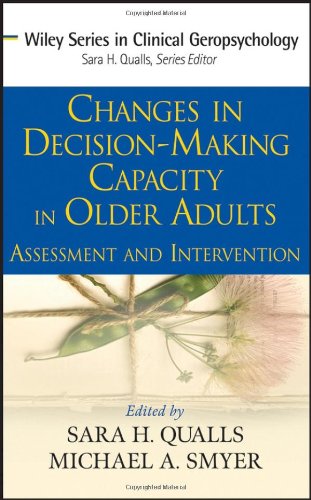 Wiley Series in Clinical Geropsychology
Sara H. Qualls, Series Editor
CHANGES IN
DECISION-MAKING
CAPACITY
IN OLDER ADULTS
ASSESSMENT AND INTERVENTION
Edited by
SARA H. QUALLS
MICHAEL A. SMYER